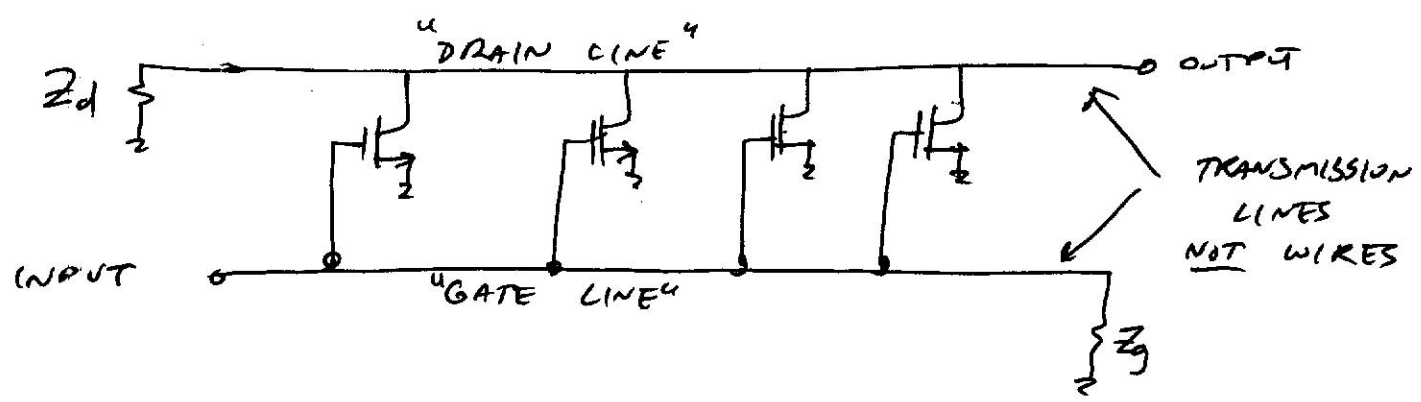 "DRAIN LINE"
OUTPUT
Zd
TRANSMISSION
LINES
NOT WIRES
INPUT
"GATE LINE"
Zg